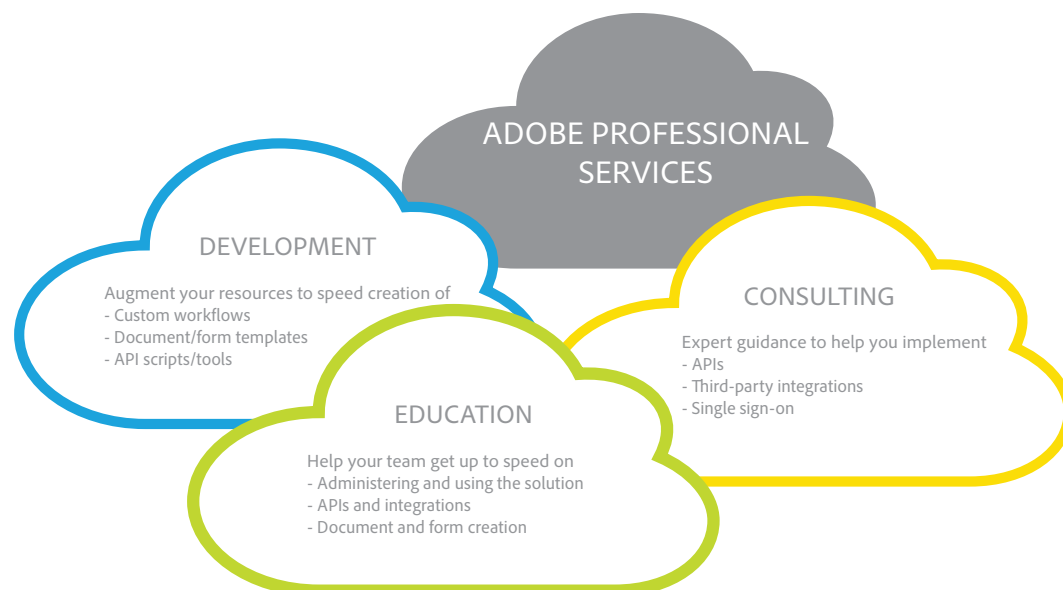 ADOBE PROFESSIONAL
SERVICES
DEVELOPMENT
Augment your resources to speed creation of
- Custom workflows
- Document/form templates
- API scripts/tools
CONSULTING
Expert guidance to help you implement
- APIs
- Third-party integrations
- Single sign-on
EDUCATION
Help your team get up to speed on
- Administering and using the solution
- APIs and integrations
- Document and form creation